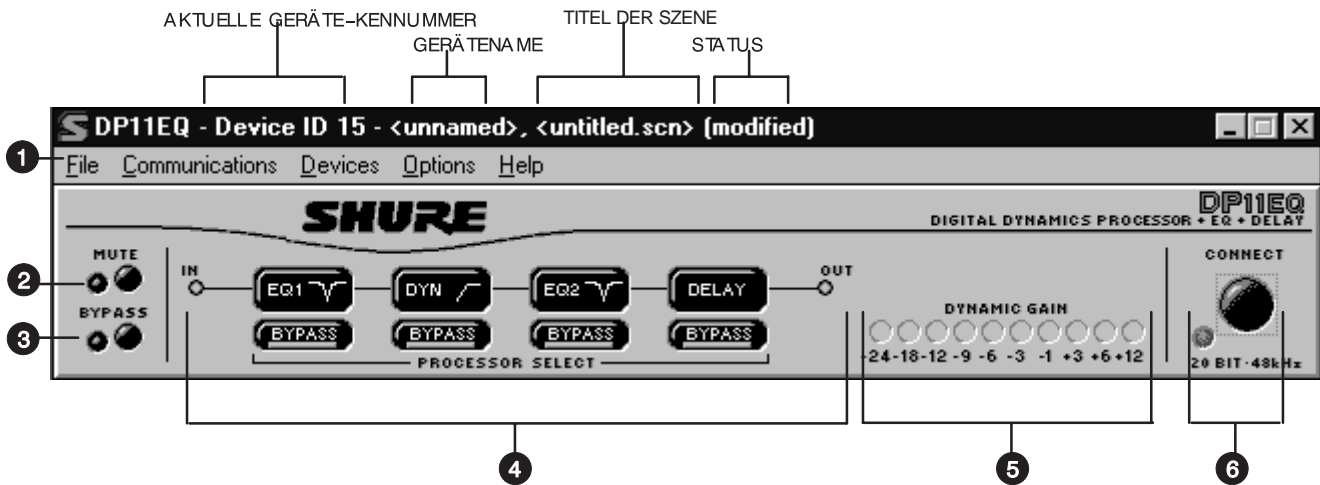 AKTUELLE GERÄTE–KENNUMMER
TITEL DER SZENE
GERÄTENAME
STATUS
DP11EQ - Device ID 15 - <unnamed>, <untitled.scn> (modified)
1
File Communications Devices Options Help
SHURE
DP11EQ
DIGITAL DYNAMICS PROCESSOR + EQ + DELAY
MUTE
2
BYPASS
3
IN
EQ1
DYN
EQ2
DELAY
OUT
BYPASS
BYPASS
BYPASS
BYPASS
PROCESSOR SELECT
DYNAMIC GAIN
-24 -18 -12 -9 -6 -3 -1 +3 +6 +12
CONNECT
20 BIT · 48kHz
4
5
6